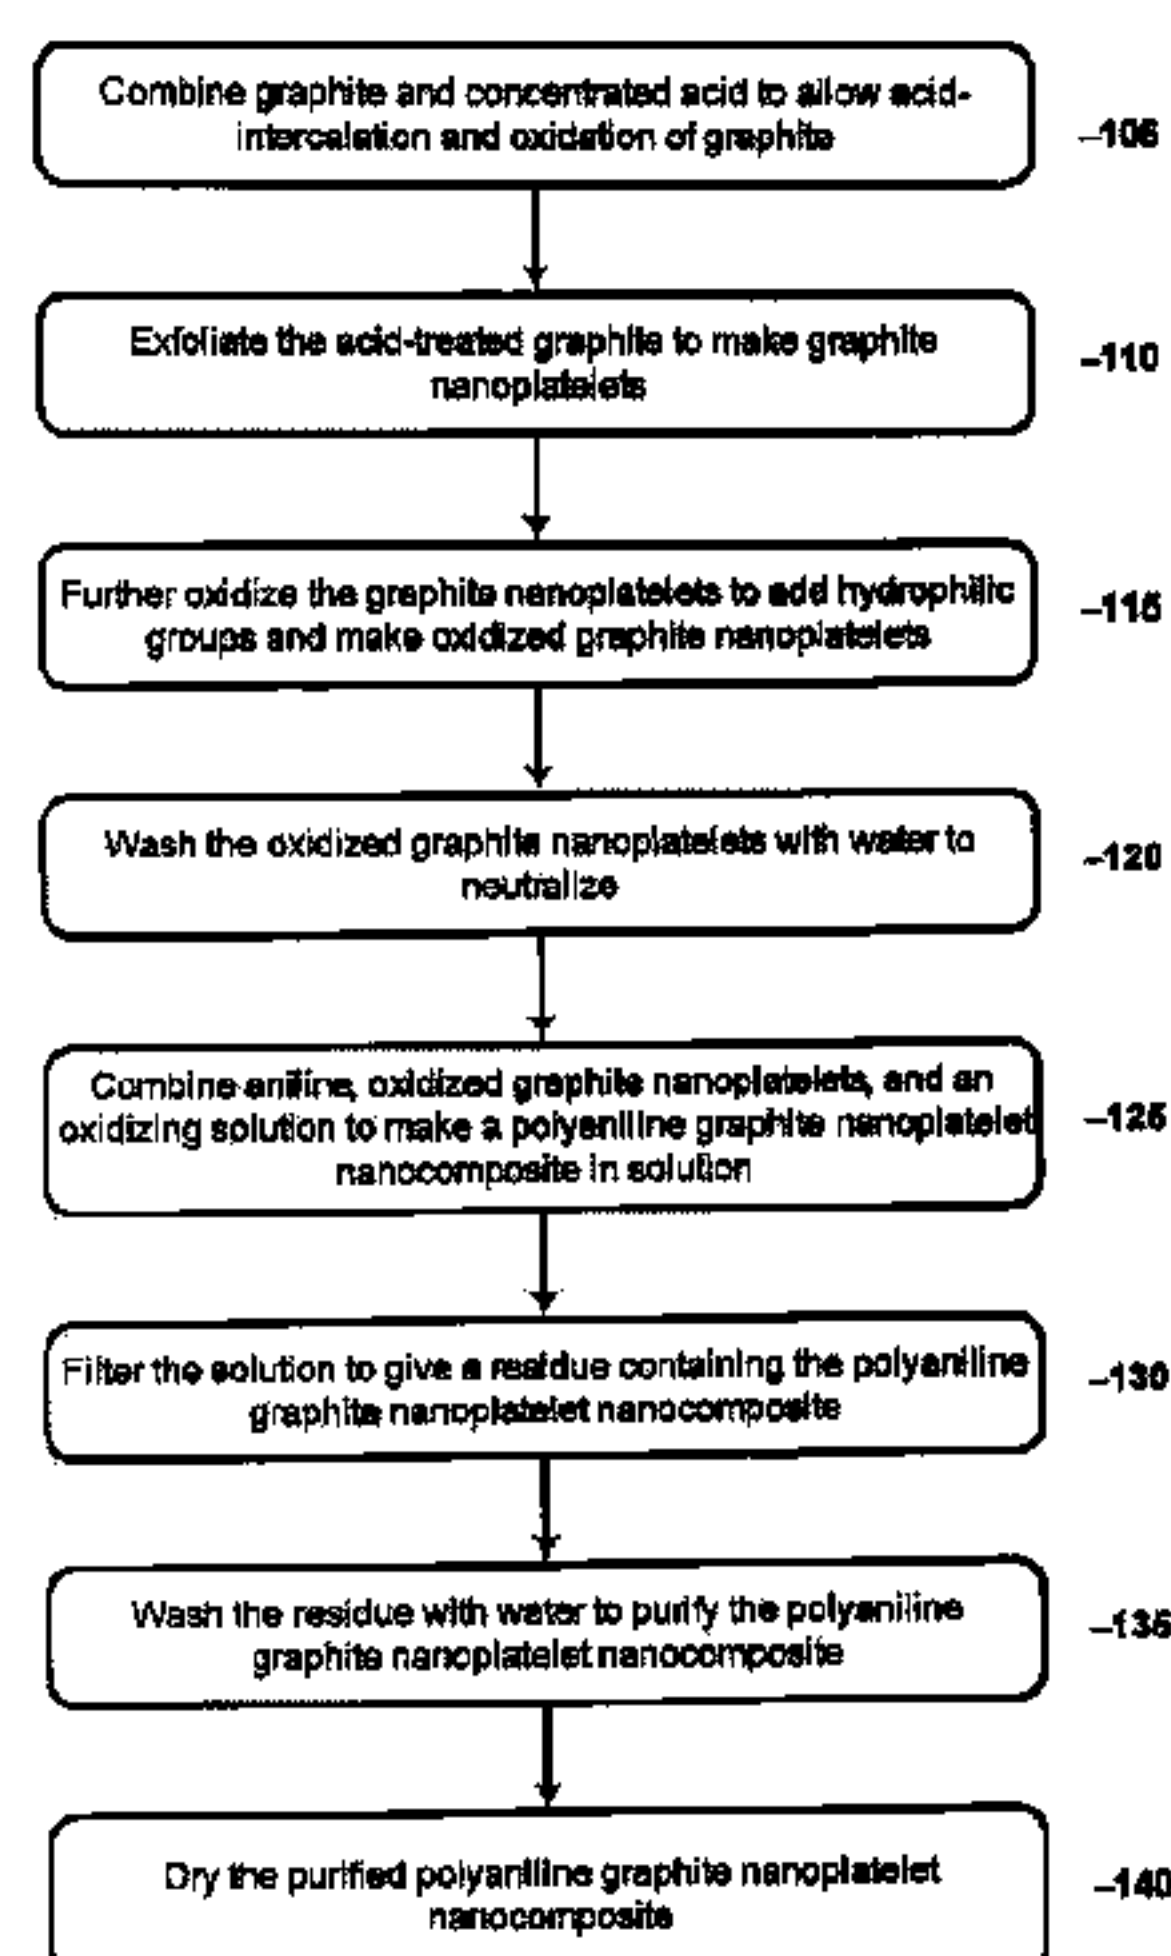 Combine graphite and concentrated acid to allow acid-
intercalation and oxidation of graphite
–105
Exfoliate the acid-treated graphite to make graphite
nanoplatelets
–110
Further oxidize the graphite nanoplatelets to add hydrophilic
groups and make oxidized graphite nanoplatelets
–115
Wash the oxidized graphite nanoplatelets with water to
neutralize
–120
Combine aniline, oxidized graphite nanoplatelets, and an
oxidizing solution to make a polyaniline graphite nanoplatelet
nanocomposite in solution
–125
Filter the solution to give a residue containing the polyaniline
graphite nanoplatelet nanocomposite
–130
Wash the residue with water to purify the polyaniline
graphite nanoplatelet nanocomposite
–135
Dry the purified polyaniline graphite nanoplatelet
nanocomposite
–140